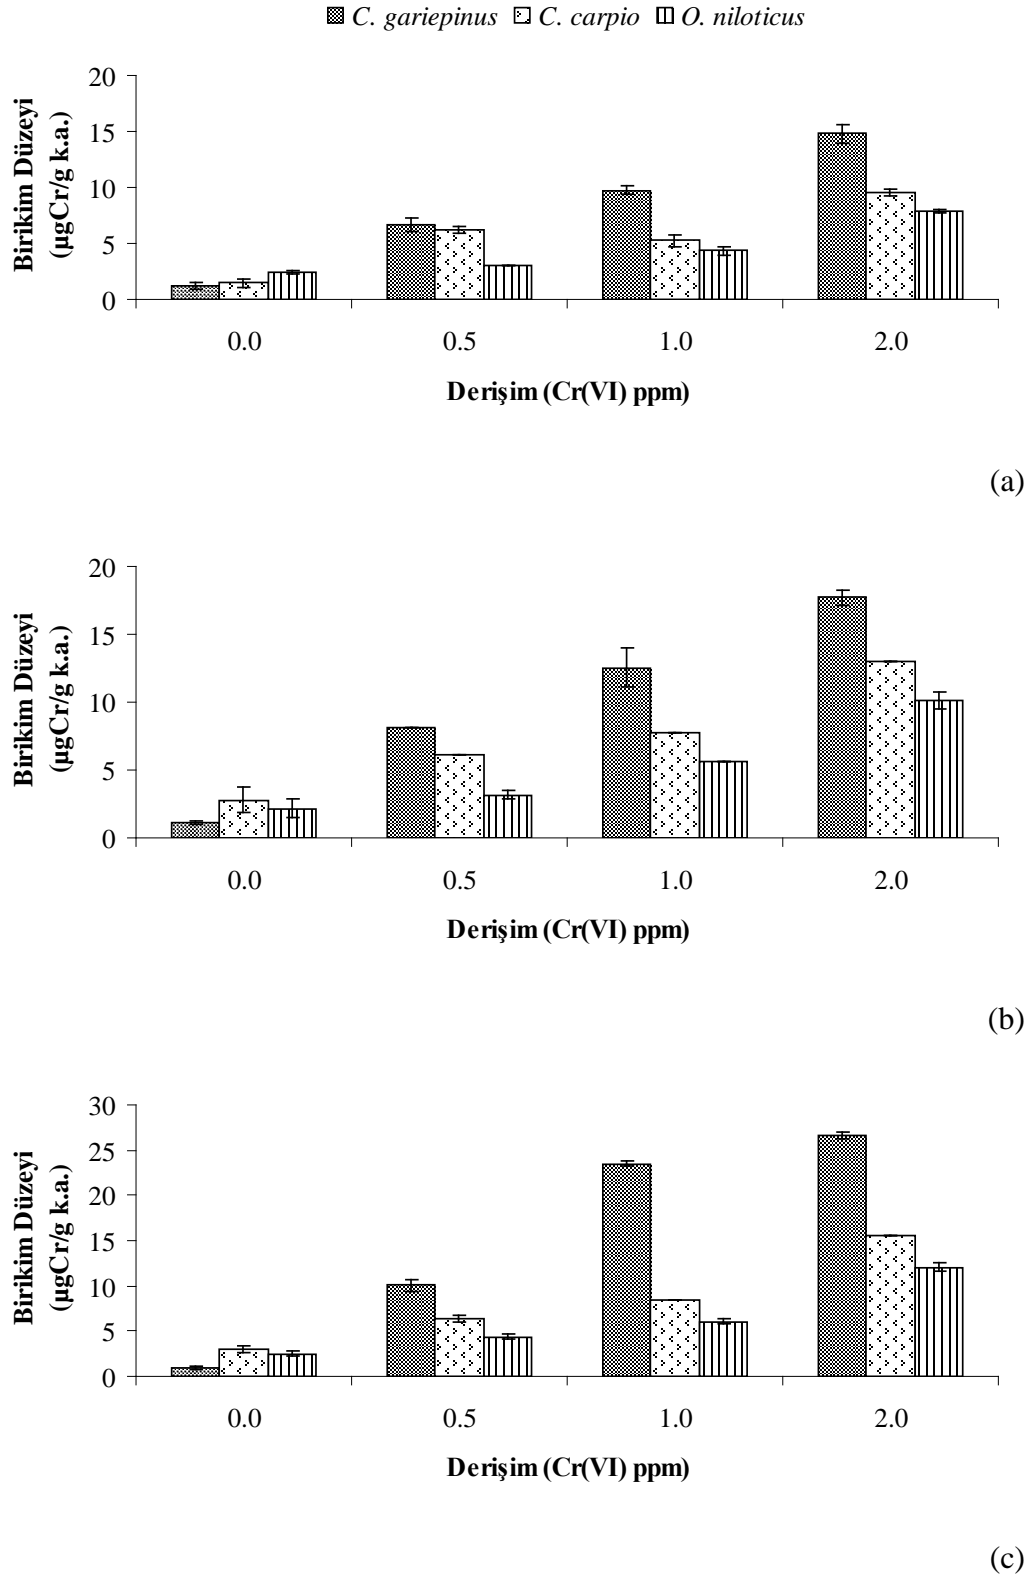 C. gariepinus C. carpio O. niloticus
Birikim Düzeyi
(µgCr/g k.a.)
20
15
10
5
0
0.0 0.5 1.0 2.0
Derişim (Cr(VI) ppm)
(a)
Birikim Düzeyi
(µgCr/g k.a.)
20
15
10
5
0
0.0 0.5 1.0 2.0
Derişim (Cr(VI) ppm)
(b)
Birikim Düzeyi
(µgCr/g k.a.)
30
25
20
15
10
5
0
0.0 0.5 1.0 2.0
Derişim (Cr(VI) ppm)
(c)